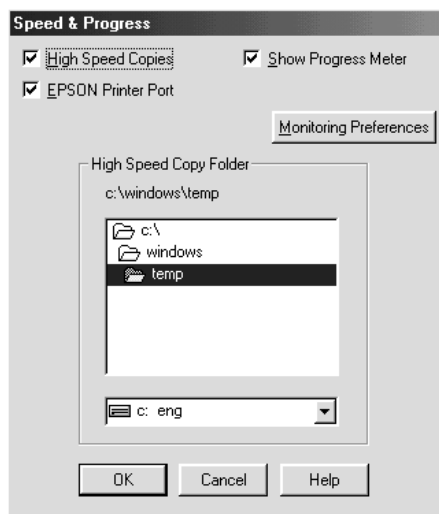 Speed & Progress
High Speed Copies
Show Progress Meter
EPSON Printer Port
Monitoring Preferences
High Speed Copy Folder
c:\windows\temp
c:\
windows
temp
c: eng
OK
Cancel
Help